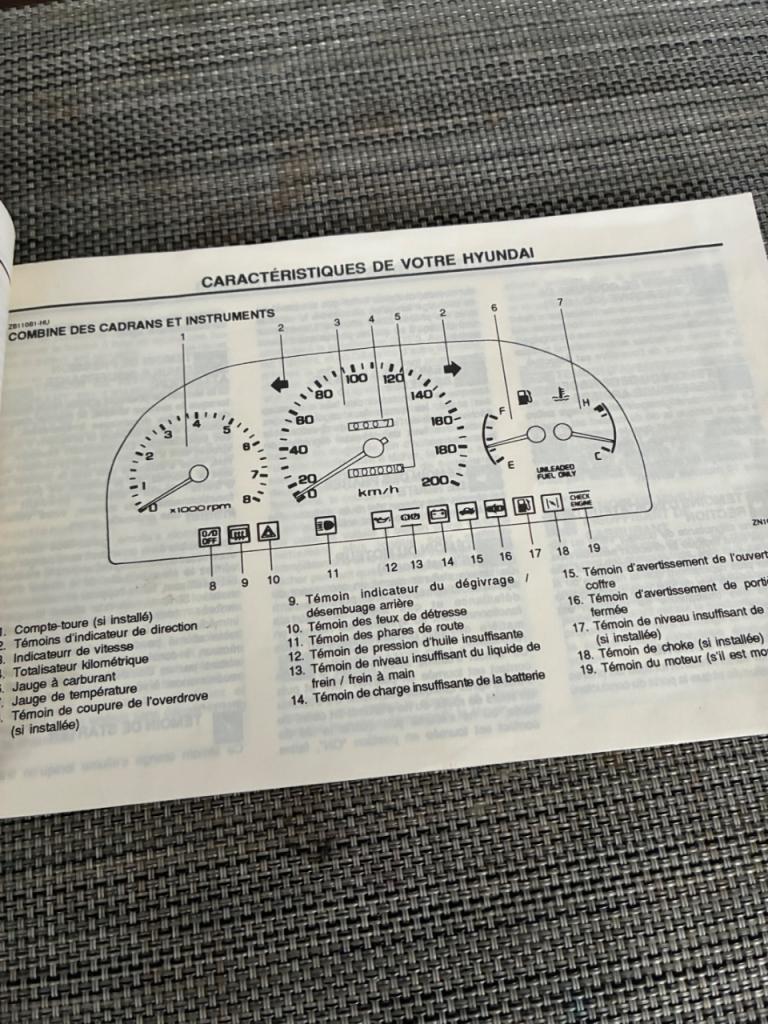 CARACTÉRISTIQUES DE VOTRE HYUNDAI
ZB11081-HU
COMBINE DES CADRANS ET INSTRUMENTS
1 2 3 4 5 2 6 7
0 1 2 3 4 5 6 7 8
x1000rpm
0 20 40 60 80 100 120 140 160 180 200
km/h
F E
H C
UNLEADED
FUEL ONLY
O/D
OFF
CHECK
ENGINE
8 9 10 11 12 13 14 15 16 17 18 19
1. Compte-toure (si installé)
2. Témoins d'indicateur de direction
3. Indicateurr de vitesse
4. Totalisateur kilométrique
Jauge à carburant
Jauge de température
Témoin de coupure de l'overdrove
(si installée)
9. Témoin indicateur du dégivrage /
désembuage arrière
10. Témoin des feux de détresse
11. Témoin des phares de route
12. Témoin de pression d'huile insuffisante
13. Témoin de niveau insuffisant du liquide de
frein / frein à main
14. Témoin de charge insuffisante de la batterie
15. Témoin d'avertissement de l'ouvert
coffre
16. Témoin d'avertissement de porti
fermée
17. Témoin de niveau insuffisant de
(si installée)
18. Témoin de choke (si installée)
19. Témoin du moteur (s'il est mo